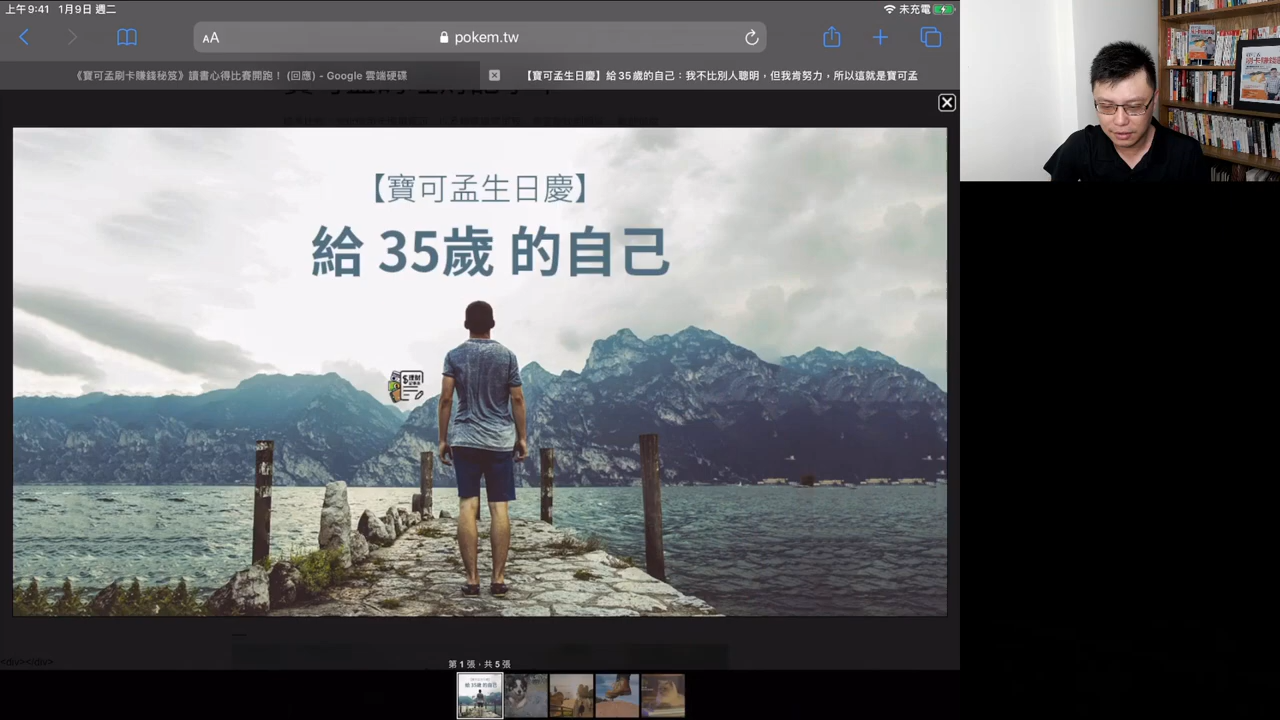 上午9:41 1月9日 週二
未充電
AA
pokem.tw
《寶可孟刷卡賺錢秘笈》讀書心得比賽開跑！ (回應) - Google 雲端硬碟
【寶可孟生日慶】給 35 歲的自己：我不比別人聰明，但我肯努力，所以這就是寶可孟
【寶可孟生日慶】
給 35歲 的自己
第 1 張，共 5 張